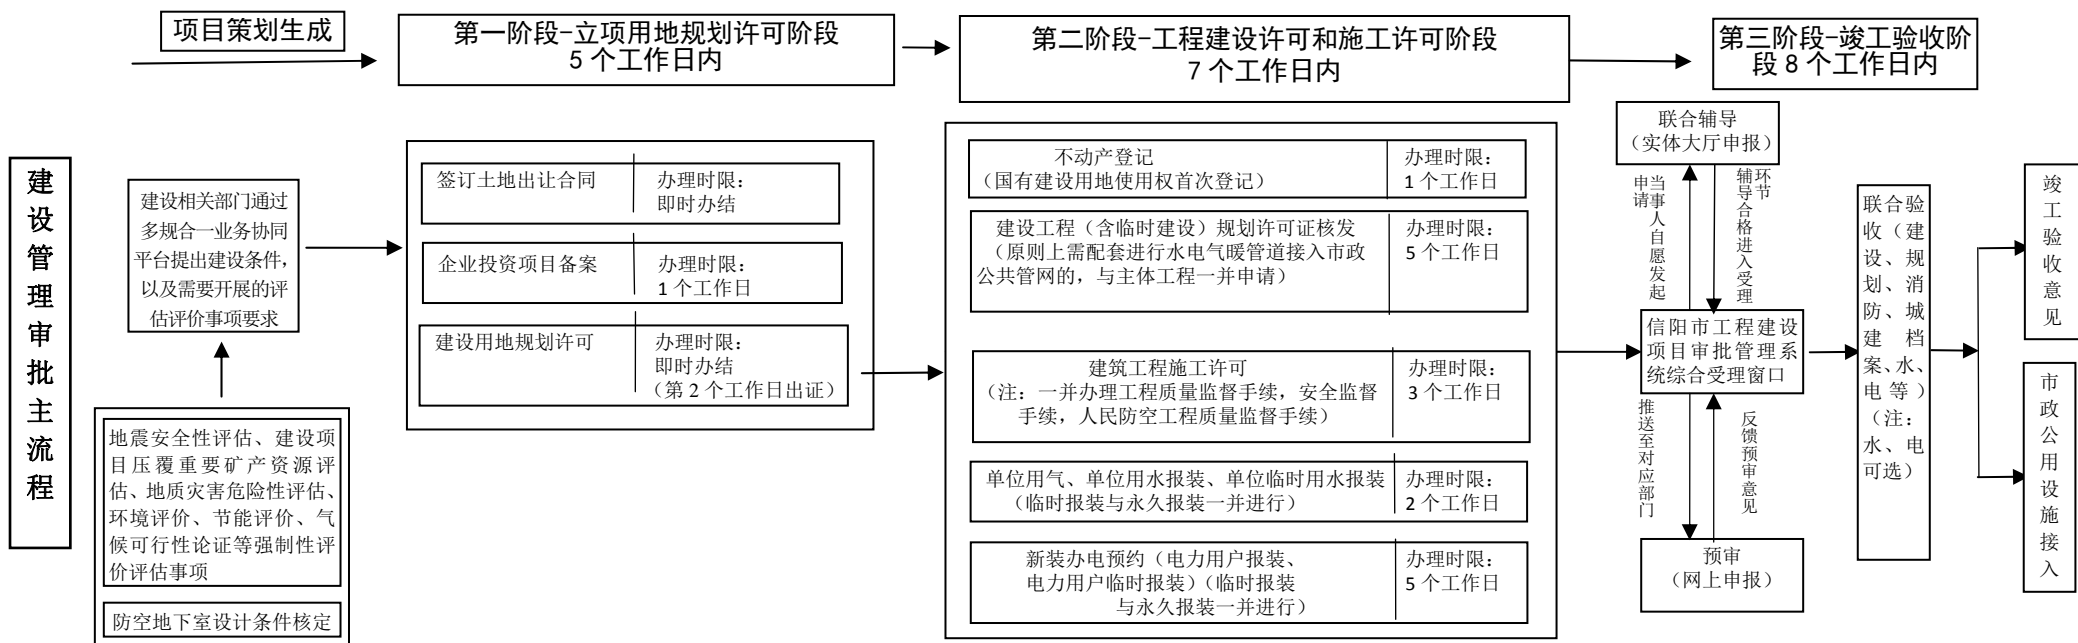 项目策划生成
第一阶段-立项用地规划许可阶段
5 个工作日内
第二阶段-工程建设许可和施工许可阶段
7 个工作日内
第三阶段-竣工验收阶
段 8 个工作日内
建设管理审批主流程
建设相关部门通过
多规合一业务协同
平台提出建设条件，
以及需要开展的评
估评价事项要求
地震安全性评估、建设项
目压覆重要矿产资源评
估、地质灾害危险性评估、
环境评价、节能评价、气
候可行性论证等强制性评
价评估事项
防空地下室设计条件核定
签订土地出让合同
办理时限：
即时办结
企业投资项目备案
办理时限：
1 个工作日
建设用地规划许可
办理时限：
即时办结
（第 2 个工作日出证）
不动产登记
（国有建设用地使用权首次登记）
办理时限：
1 个工作日
建设工程（含临时建设）规划许可证核发
（原则上需配套进行水电气暖管道接入市政
公共管网的，与主体工程一并申请）
办理时限：
5 个工作日
建筑工程施工许可
（注：一并办理工程质量监督手续，安全监督
手续，人民防空工程质量监督手续）
办理时限：
3 个工作日
单位用气、单位用水报装、单位临时用水报装
（临时报装与永久报装一并进行）
办理时限：
2 个工作日
新装办电预约（电力用户报装、
电力用户临时报装）（临时报装
与永久报装一并进行）
办理时限：
5 个工作日
联合辅导
（实体大厅申报）
当事人自愿发起
申请
环节
辅导合格进入受理
信阳市工程建设
项目审批管理系
统综合受理窗口
推送至对应部门
反馈预审意见
预审
（网上申报）
联合验
收（建
设、规
划、消
防、城
建档
案、水、
电等）
（注：
水、电
可选）
竣工验收意见
市政公用设施接入